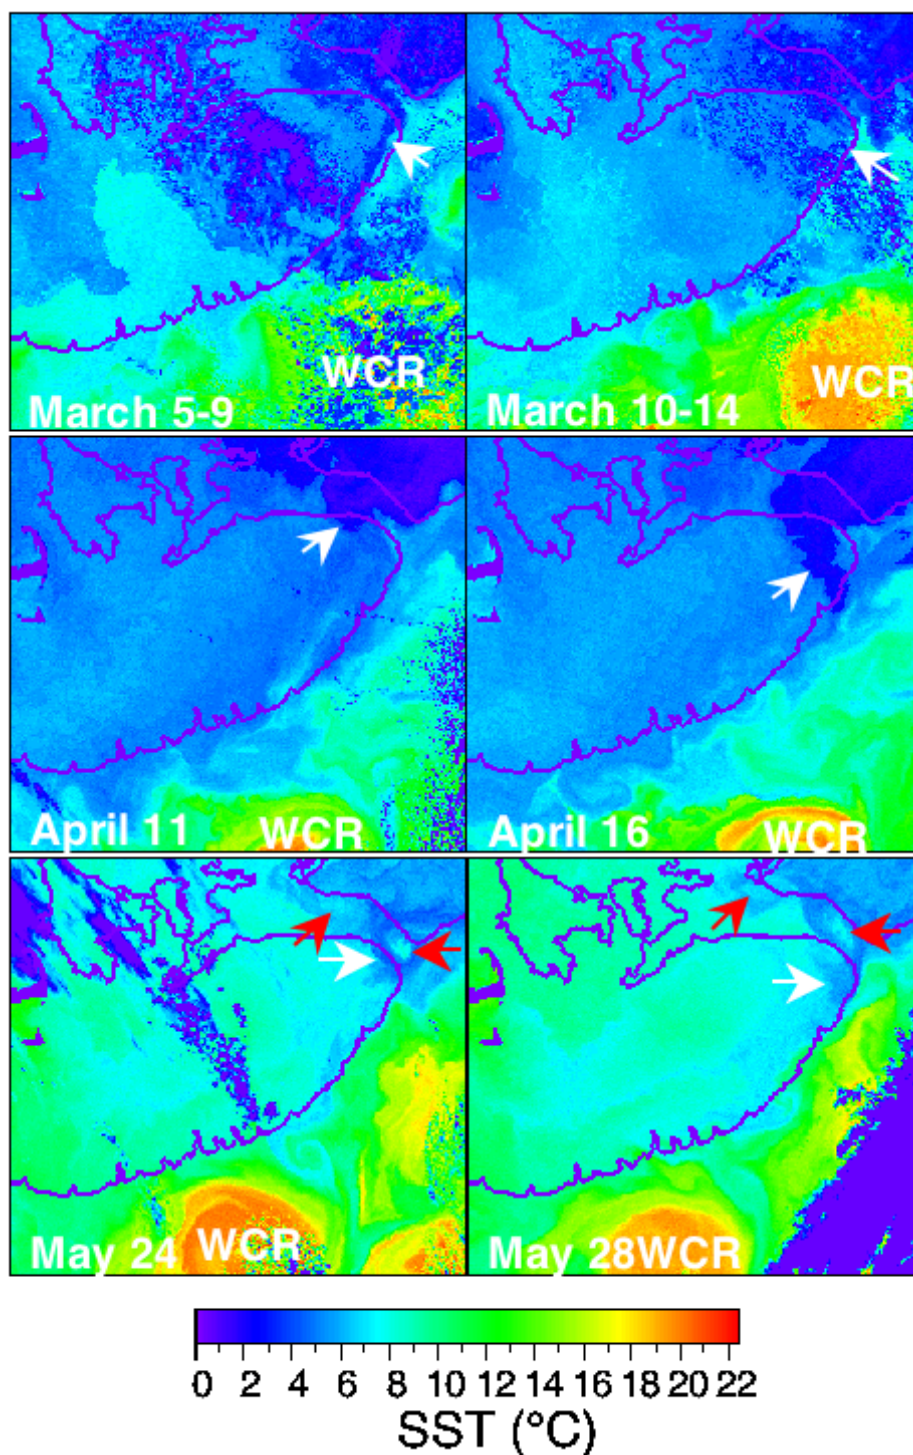 WCR
WCR
March 5-9
March 10-14
April 11
WCR
April 16
WCR
May 24
WCR
May 28WCR
0 2 4 6 8 10 12 14 16 18 20 22
SST (°C)